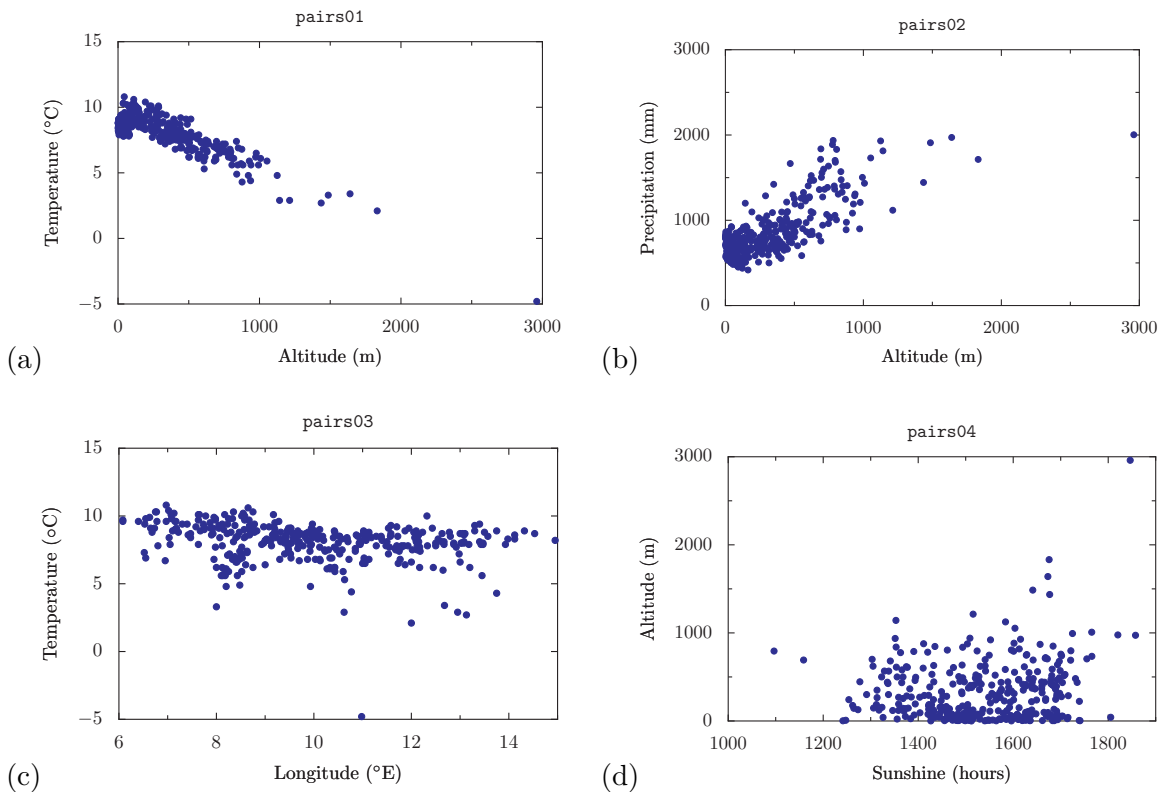 pairs01
15
10
5
0
−5
Temperature (°C)
0 1000 2000 3000
Altitude (m)
(a)
pairs02
3000
2000
1000
0
Precipitation (mm)
0 1000 2000 3000
Altitude (m)
(b)
pairs03
15
10
5
0
−5
Temperature (oC)
6 8 10 12 14
Longitude (°E)
(c)
pairs04
3000
2000
1000
0
Altitude (m)
1000 1200 1400 1600 1800
Sunshine (hours)
(d)